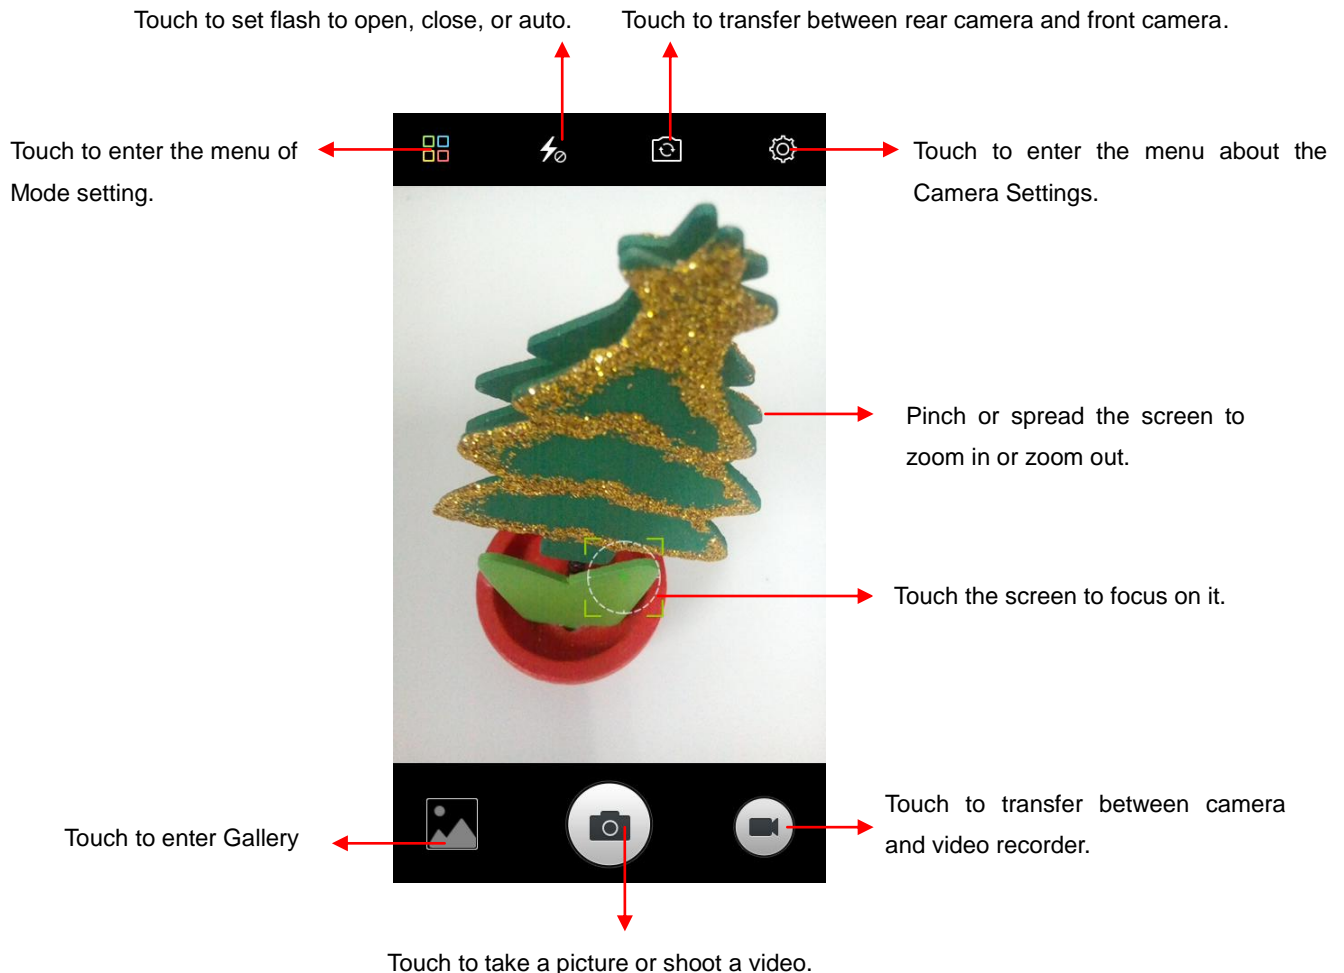 Touch to set flash to open, close, or auto.
Touch to transfer between rear camera and front camera.
Touch to enter the menu of
Mode setting.
Touch to enter the menu about the
Camera Settings.
Pinch or spread the screen to
zoom in or zoom out.
Touch the screen to focus on it.
Touch to enter Gallery
Touch to transfer between camera
and video recorder.
Touch to take a picture or shoot a video.